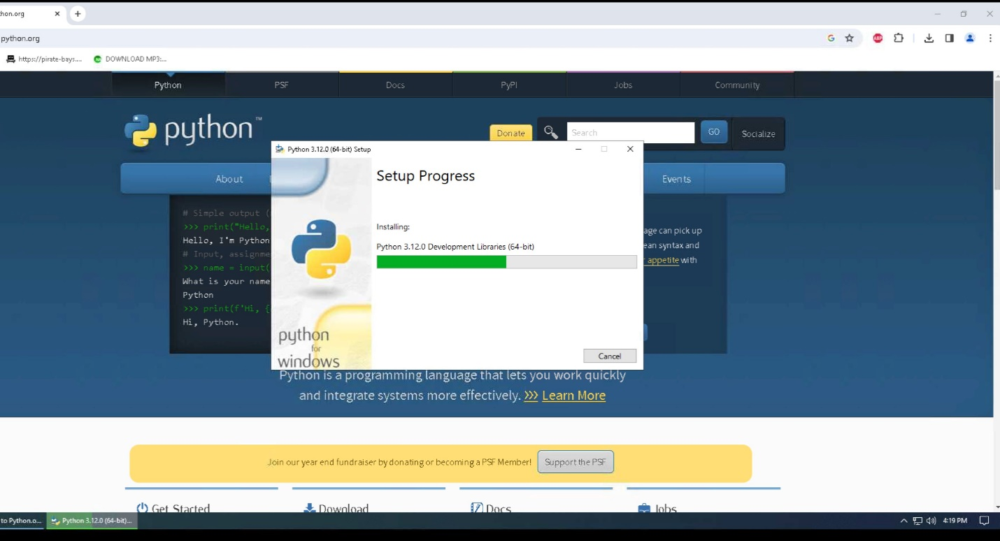 thon.org
python.org
https://pirate-bays.... DOWNLOAD MP3:...
Python PSF Docs PyPI Jobs Community
python™
Donate Search GO Socialize
Python 3.12.0 (64-bit) Setup
About Events
Setup Progress
# Simple output (
>>> print("Hello,
Hello, I'm Python
# Input, assignme
>>> name = input(
What is your name
Python
>>> print(f'Hi, {
Hi, Python.
Installing:
Python 3.12.0 Development Libraries (64-bit)
age can pick up
ean syntax and
appetite with
python
for
windows
Cancel
Python is a programming language that lets you work quickly
and integrate systems more effectively. >>> Learn More
Join our year end fundraiser by donating or becoming a PSF Member! Support the PSF
Get Started Download Docs Jobs
to Python.o... Python 3.12.0 (64-bit)... 4:19 PM